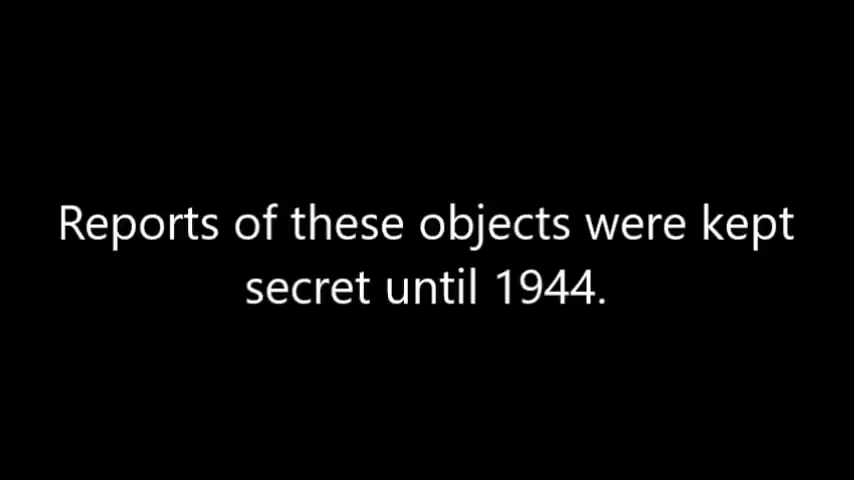 Reports of these objects were kept
secret until 1944.